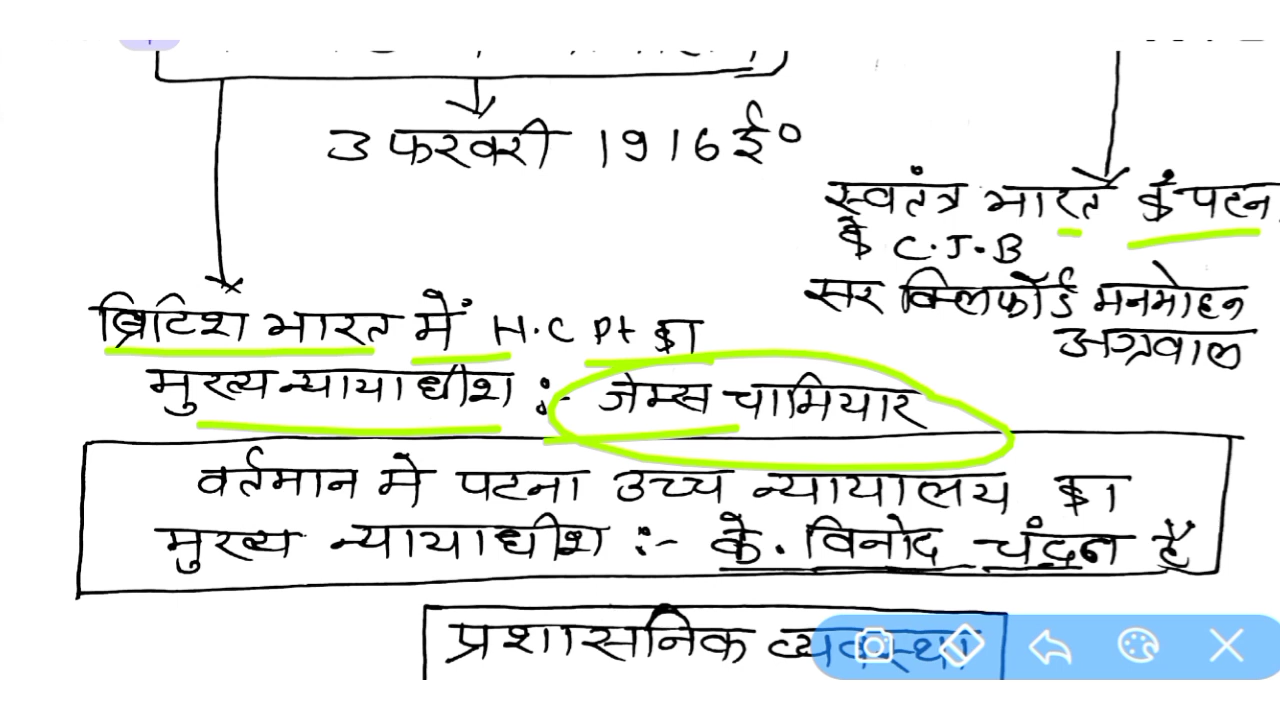 3 फरवरी 1916 ई०
स्वतंत्र भारत के पटन
के C.J.B
सर क्लिफॉर्ड मनमोहन
अग्रवाल
ब्रिटिश भारत में H.C Pt का
मुख्य न्यायाधीश :- जेम्स चामियार
वर्तमान मे पटना उच्च न्यायालय का
मुख्य न्यायाधीश :- के. विनोद चंद्रन है
प्रशासनिक व्यवस्था